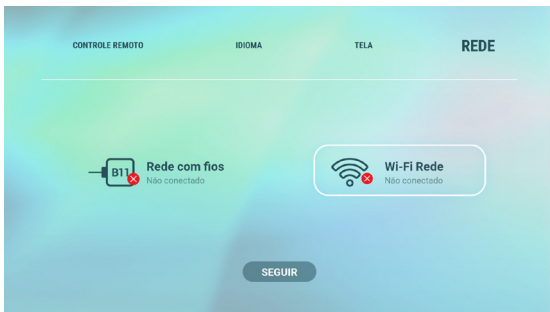 CONTROLE REMOTO
IDIOMA
TELA
REDE
B11
Rede com fios
Não conectado
Wi-Fi Rede
Não conectado
SEGUIR